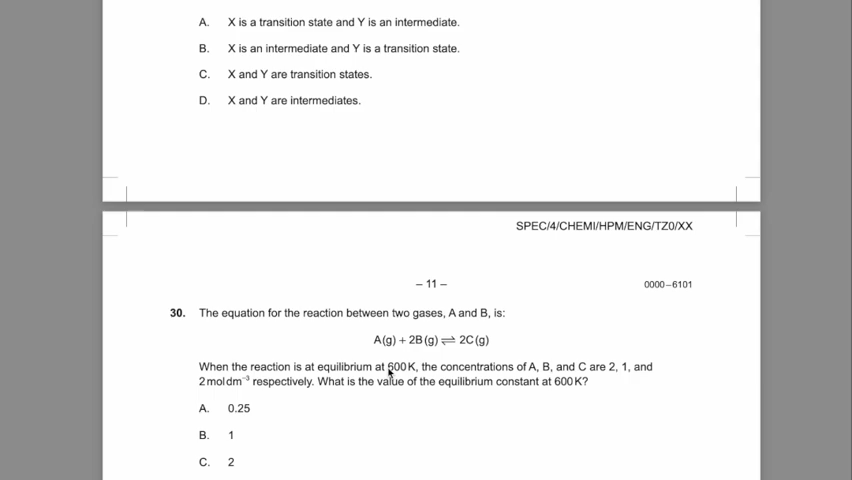 A. X is a transition state and Y is an intermediate.
B. X is an intermediate and Y is a transition state.
C. X and Y are transition states.
D. X and Y are intermediates.
SPEC/4/CHEMI/HPM/ENG/TZ0/XX
– 11 –
0000–6101
30. The equation for the reaction between two gases, A and B, is:
A(g) + 2B(g) ⇌ 2C(g)
When the reaction is at equilibrium at 600 K, the concentrations of A, B, and C are 2, 1, and
2 mol dm⁻³ respectively. What is the value of the equilibrium constant at 600 K?
A. 0.25
B. 1
C. 2